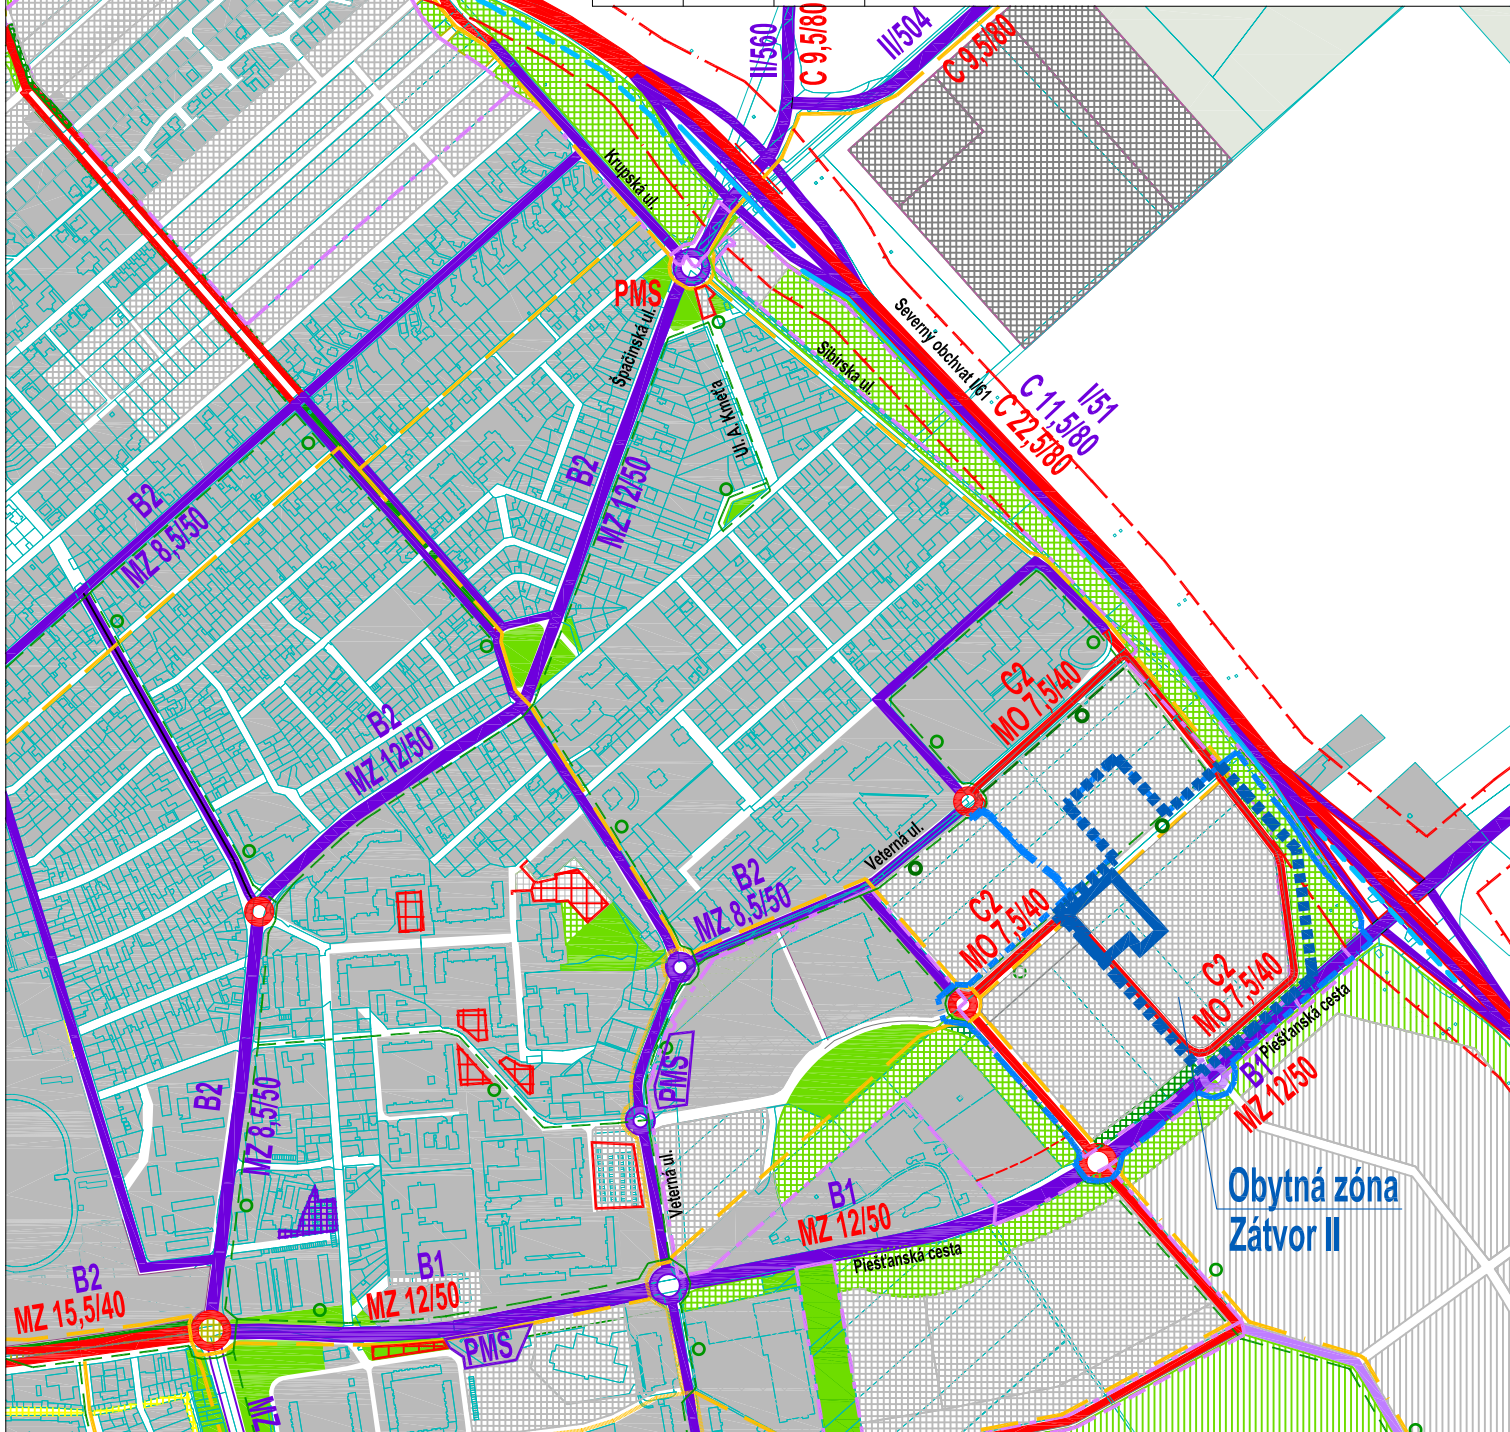 II/560
C 9,5/80
III/504
C 9,5/80
Krupská ul.
PMS
Špačinská ul.
Ul. A. Kmeťa
Sibírska ul.
Severný obchvat I/61
I/51
C 11,5/80
C 22,5/80
B2
MZ 12/50
B2
MZ 8,5/50
C2
MO 7,5/40
B2
MZ 12/50
Veterná ul.
B2
MZ 8,5/50
C2
MO 7,5/40
C2
MO 7,5/40
Piešťanská cesta
B1
MZ 12/50
PMS
B2
MZ 8,5/50
Veterná ul.
B1
MZ 12/50
Piešťanská cesta
Obytná zóna
Zátvor II
B2
MZ 15,5/40
B1
MZ 12/50
PMS
MZ